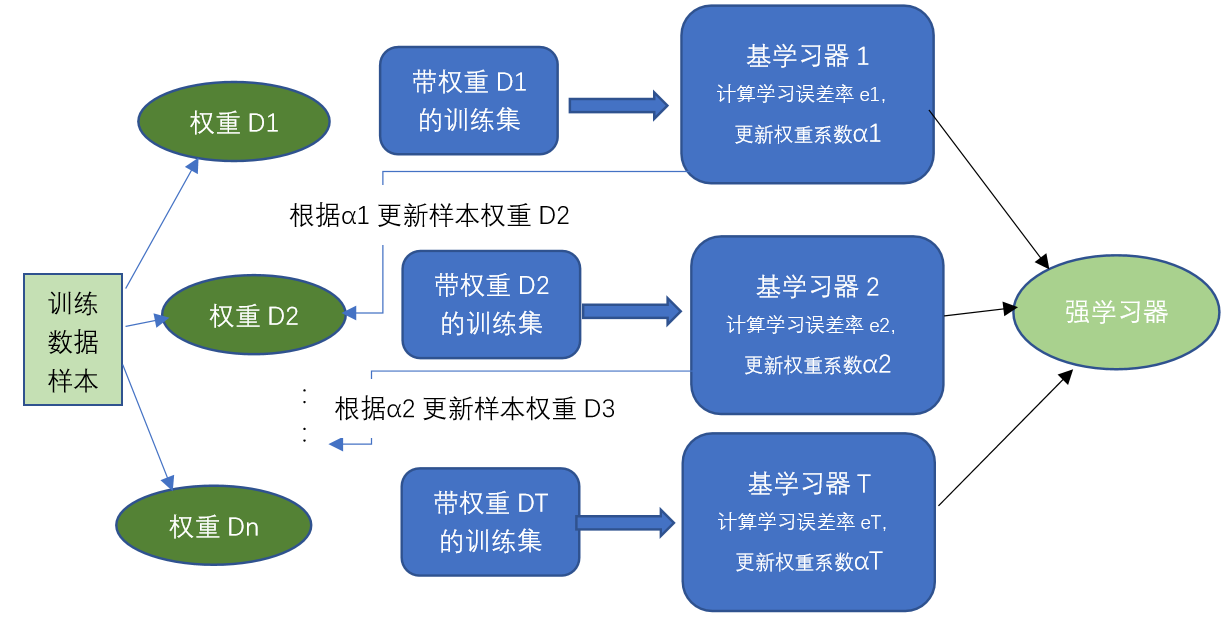 权重 D1
带权重 D1
的训练集
基学习器 1
计算学习误差率 e1,
更新权重系数α1
根据α1 更新样本权重 D2
训练
数据
样本
权重 D2
带权重 D2
的训练集
基学习器 2
计算学习误差率 e2,
更新权重系数α2
强学习器
根据α2 更新样本权重 D3
权重 Dn
带权重 DT
的训练集
基学习器 T
计算学习误差率 eT,
更新权重系数αT